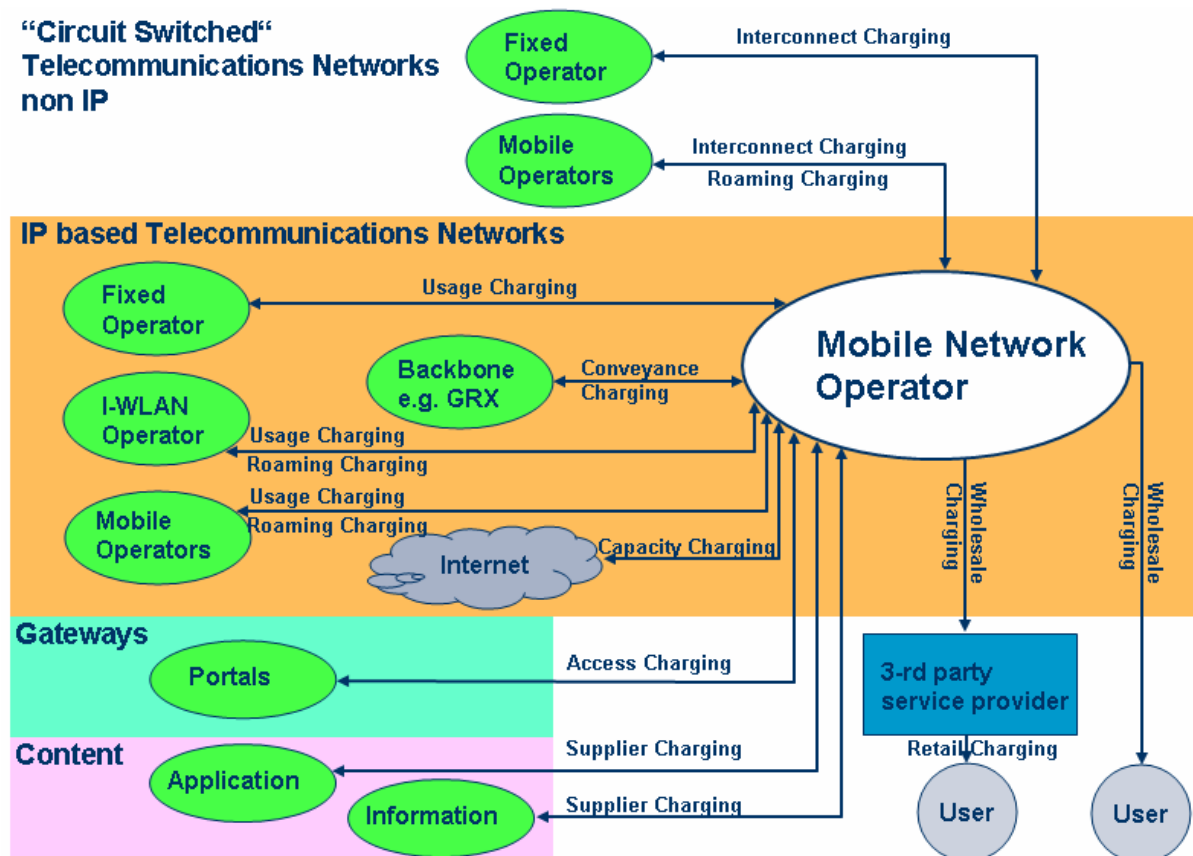 “Circuit Switched“
Telecommunications Networks
non IP
Fixed
Operator
Interconnect Charging
Mobile
Operators
Interconnect Charging
Roaming Charging
IP based Telecommunications Networks
Fixed
Operator
Usage Charging
Mobile Network
Operator
Backbone
e.g. GRX
Conveyance
Charging
I-WLAN
Operator
Usage Charging
Roaming Charging
Mobile
Operators
Usage Charging
Roaming Charging
Internet
Capacity Charging
Wholesale
Charging
Wholesale
Charging
Gateways
Portals
Access Charging
3-rd party
service provider
Retail Charging
Content
Application
Supplier Charging
Information
Supplier Charging
User
User